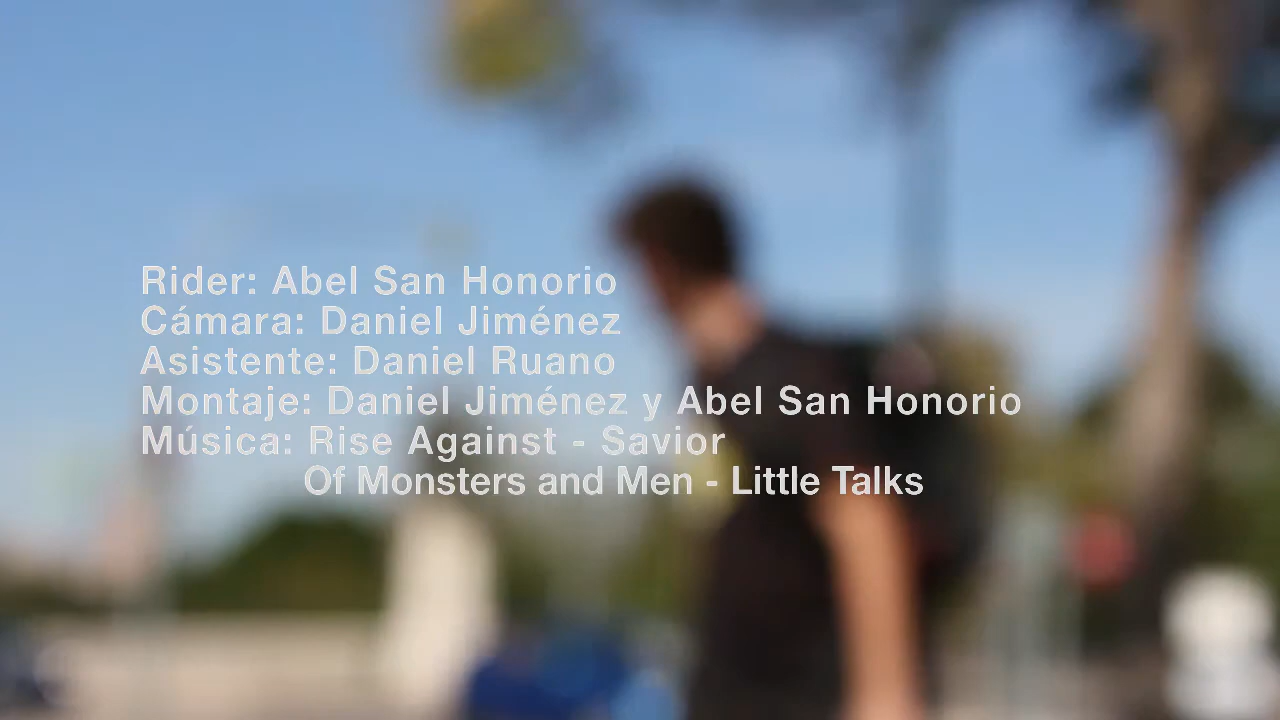 Rider: Abel San Honorio
Cámara: Daniel Jiménez
Asistente: Daniel Ruano
Montaje: Daniel Jiménez y Abel San Honorio
Música: Rise Against - Savior
Of Monsters and Men - Little Talks